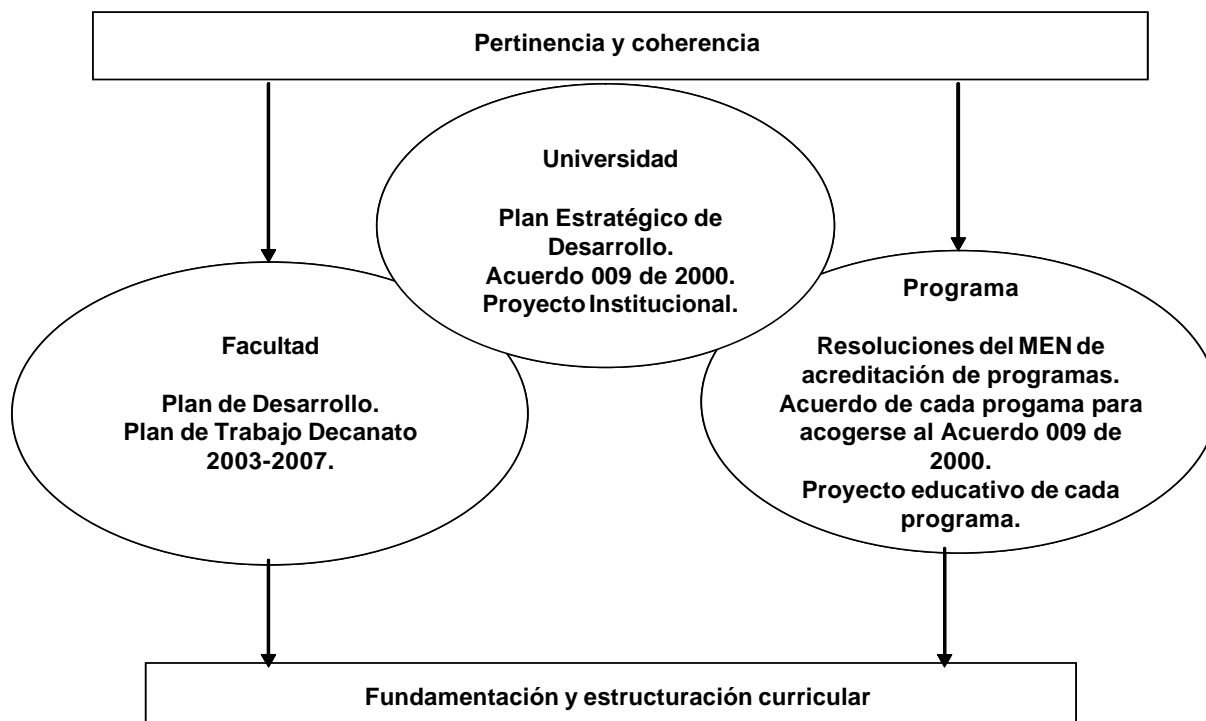 Pertinencia y coherencia
Universidad
Plan Estratégico de
Desarrollo.
Acuerdo 009 de 2000.
Proyecto Institucional.
Facultad
Plan de Desarrollo.
Plan de Trabajo Decanato
2003-2007.
Programa
Resoluciones del MEN de
acreditación de programas.
Acuerdo de cada progama para
acogerse al Acuerdo 009 de
2000.
Proyecto educativo de cada
programa.
Fundamentación y estructuración curricular